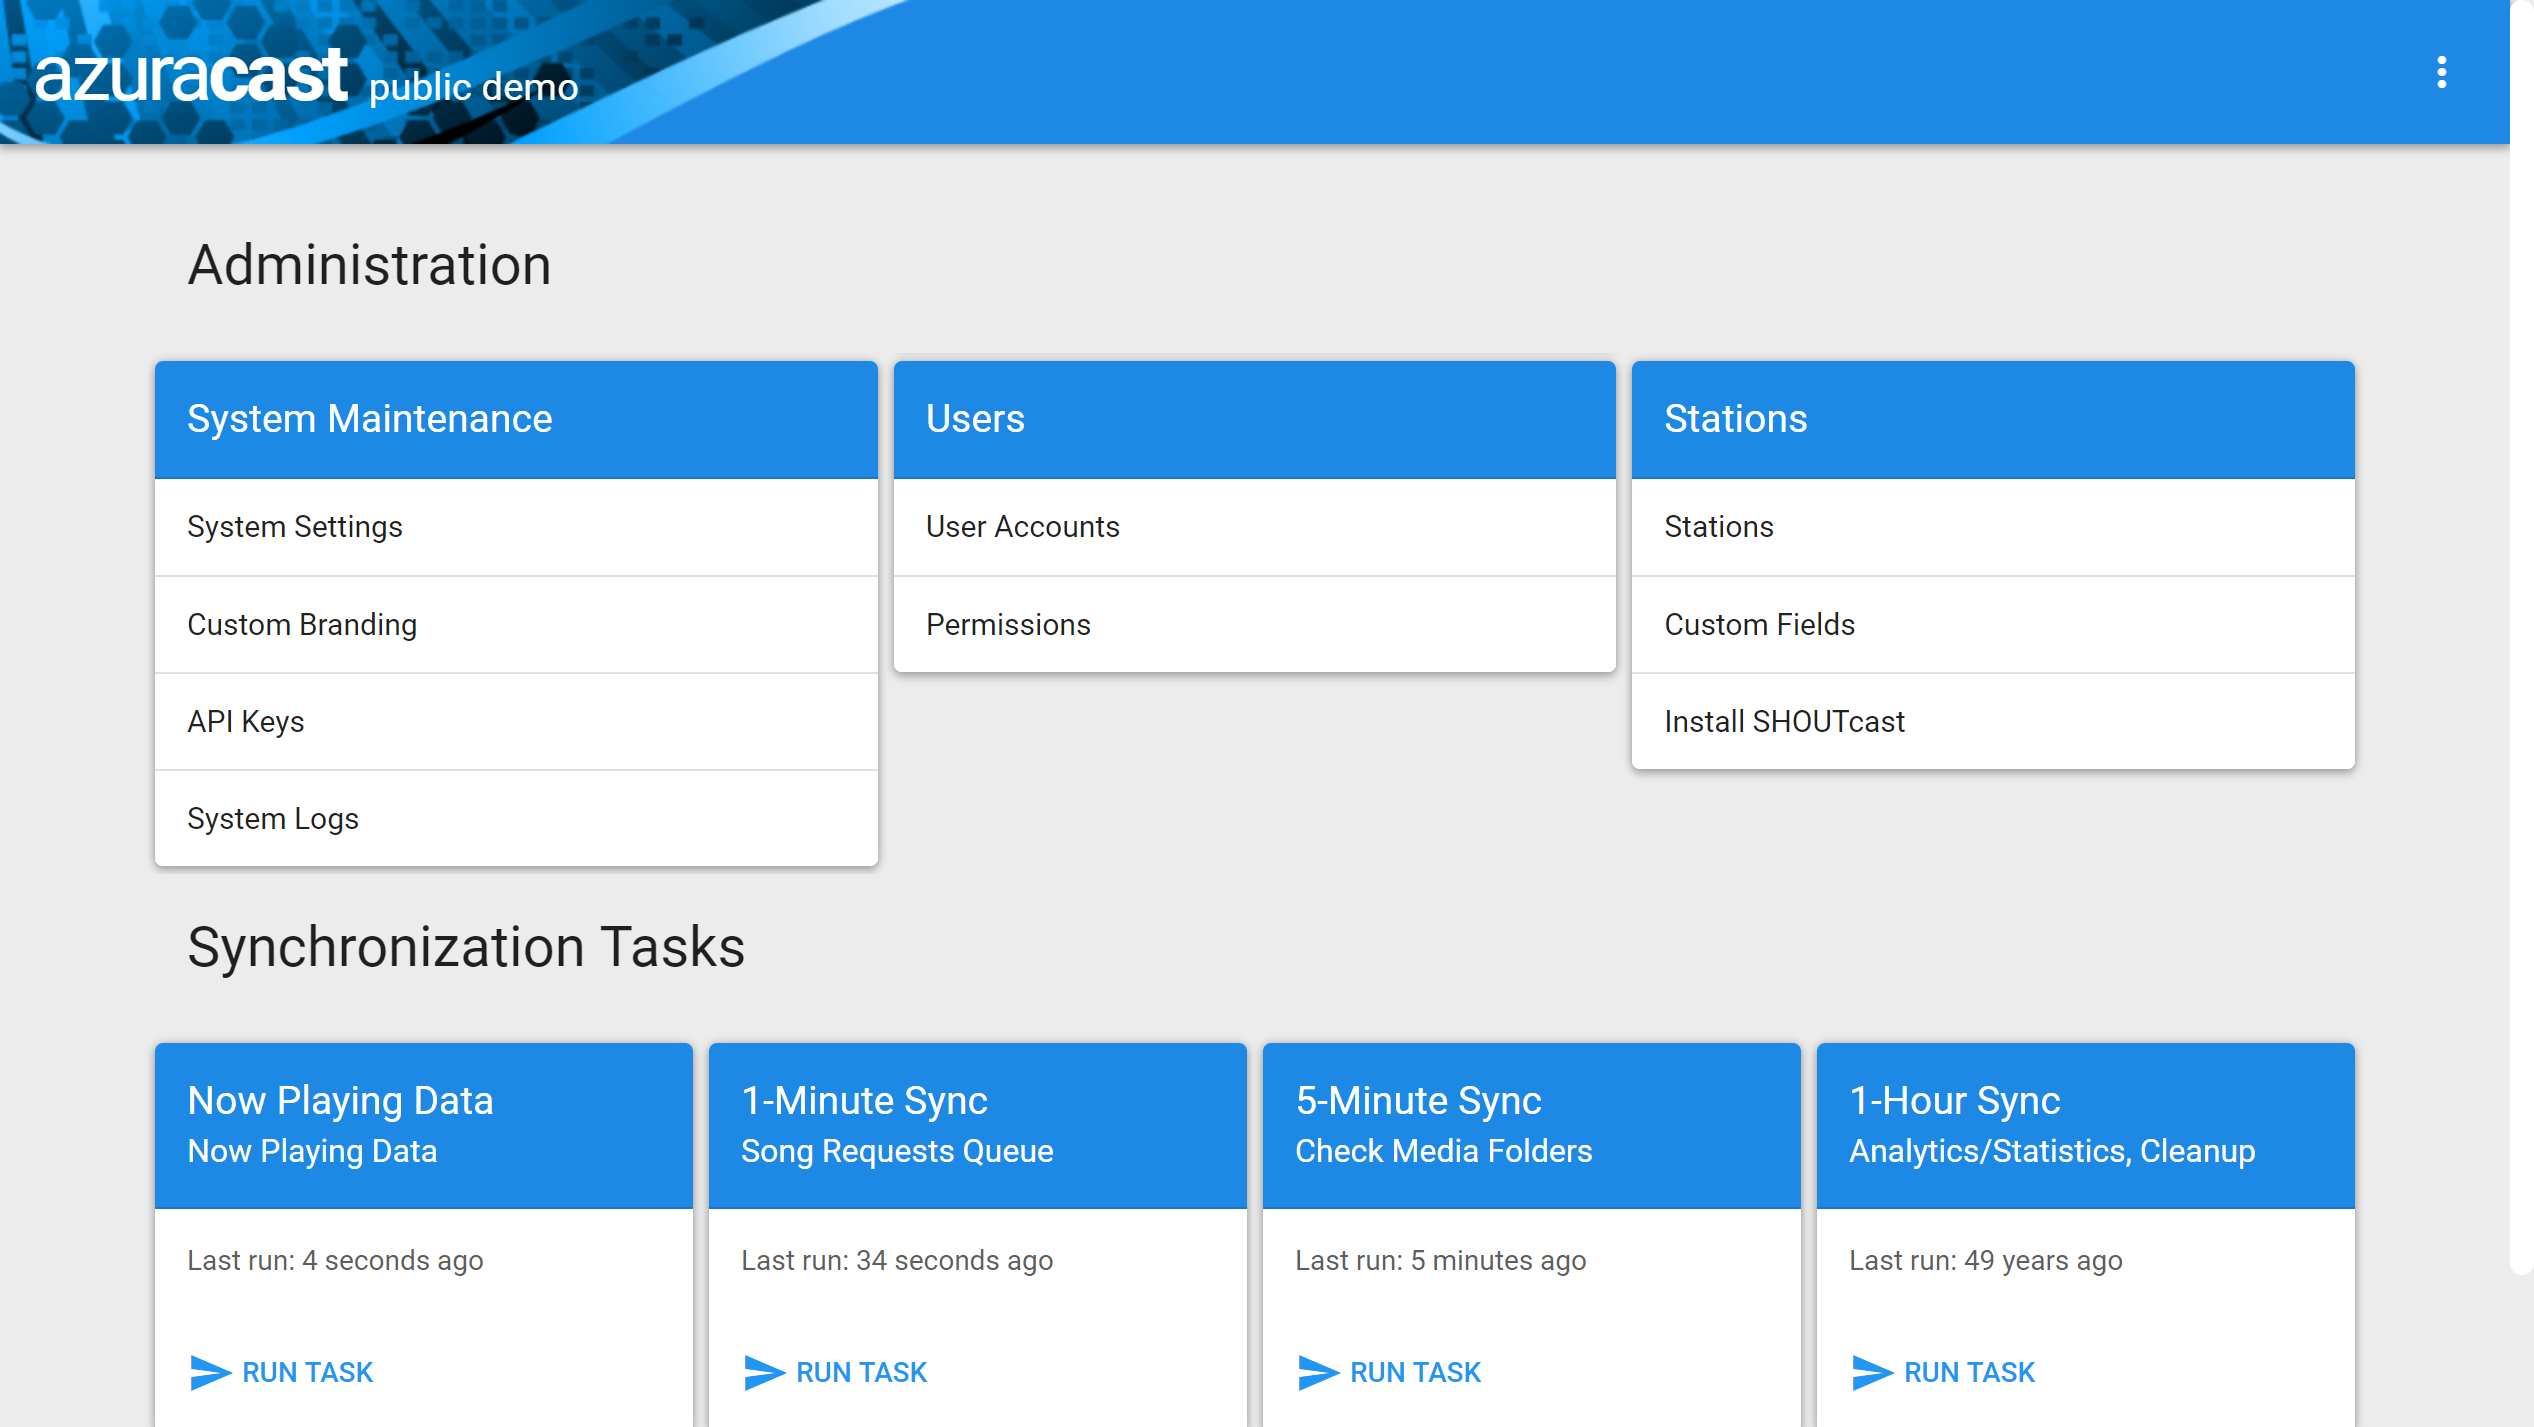 azuracast public demo
Administration
System Maintenance
System Settings
Custom Branding
API Keys
System Logs
Users
User Accounts
Permissions
Stations
Stations
Custom Fields
Install SHOUTcast
Synchronization Tasks
Now Playing Data
Now Playing Data
Last run: 4 seconds ago
RUN TASK
1-Minute Sync
Song Requests Queue
Last run: 34 seconds ago
RUN TASK
5-Minute Sync
Check Media Folders
Last run: 5 minutes ago
RUN TASK
1-Hour Sync
Analytics/Statistics, Cleanup
Last run: 49 years ago
RUN TASK